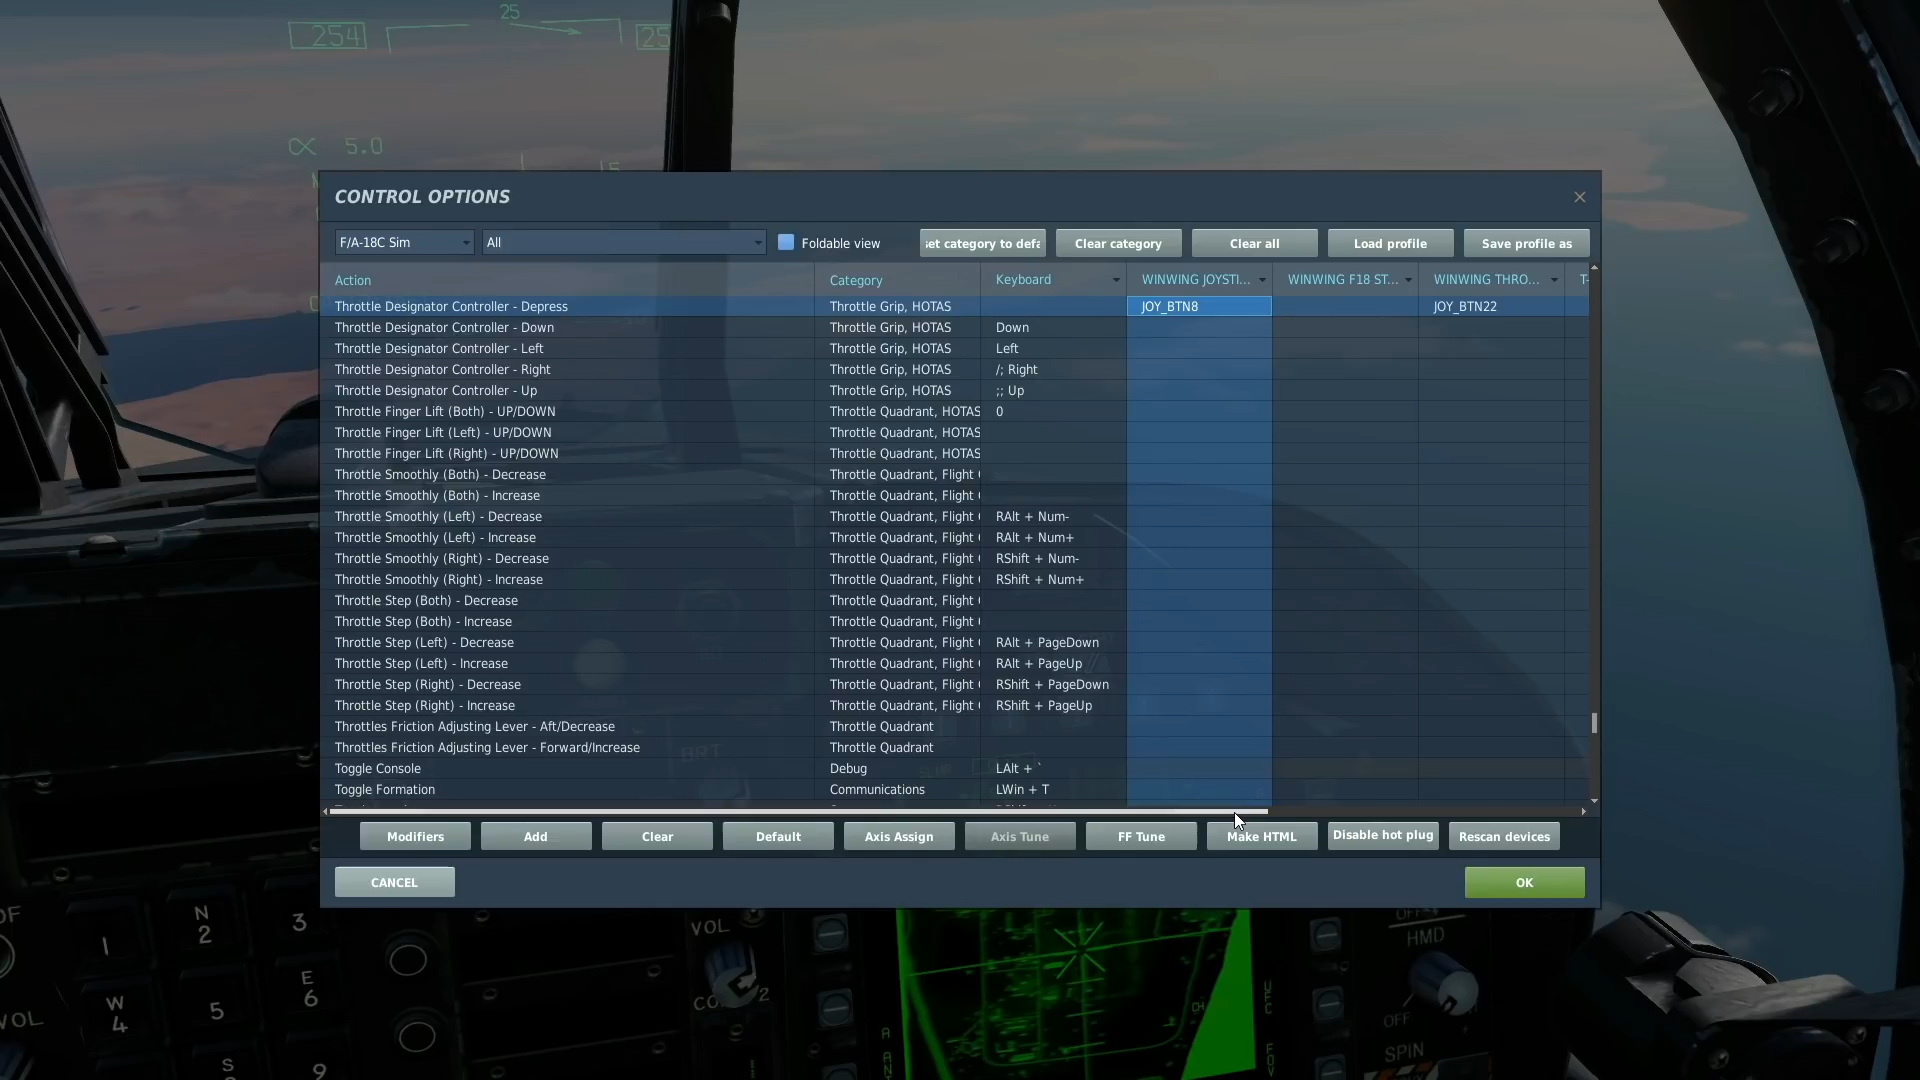 254
25
25
∝ 5.0
CONTROL OPTIONS
F/A-18C Sim All Foldable view set category to defa Clear category Clear all Load profile Save profile as
Action Category Keyboard WINWING JOYSTI... WINWING F18 ST... WINWING THRO... T-
Throttle Designator Controller - Depress Throttle Grip, HOTAS JOY_BTN8 JOY_BTN22
Throttle Designator Controller - Down Throttle Grip, HOTAS Down
Throttle Designator Controller - Left Throttle Grip, HOTAS Left
Throttle Designator Controller - Right Throttle Grip, HOTAS /; Right
Throttle Designator Controller - Up Throttle Grip, HOTAS ;; Up
Throttle Finger Lift (Both) - UP/DOWN Throttle Quadrant, HOTAS 0
Throttle Finger Lift (Left) - UP/DOWN Throttle Quadrant, HOTAS
Throttle Finger Lift (Right) - UP/DOWN Throttle Quadrant, HOTAS
Throttle Smoothly (Both) - Decrease Throttle Quadrant, Flight
Throttle Smoothly (Both) - Increase Throttle Quadrant, Flight
Throttle Smoothly (Left) - Decrease Throttle Quadrant, Flight RAlt + Num-
Throttle Smoothly (Left) - Increase Throttle Quadrant, Flight RAlt + Num+
Throttle Smoothly (Right) - Decrease Throttle Quadrant, Flight RShift + Num-
Throttle Smoothly (Right) - Increase Throttle Quadrant, Flight RShift + Num+
Throttle Step (Both) - Decrease Throttle Quadrant, Flight
Throttle Step (Both) - Increase Throttle Quadrant, Flight
Throttle Step (Left) - Decrease Throttle Quadrant, Flight RAlt + PageDown
Throttle Step (Left) - Increase Throttle Quadrant, Flight RAlt + PageUp
Throttle Step (Right) - Decrease Throttle Quadrant, Flight RShift + PageDown
Throttle Step (Right) - Increase Throttle Quadrant, Flight RShift + PageUp
Throttles Friction Adjusting Lever - Aft/Decrease Throttle Quadrant
Throttles Friction Adjusting Lever - Forward/Increase Throttle Quadrant
Toggle Console Debug LAlt + `
Toggle Formation Communications LWin + T
Modifiers Add Clear Default Axis Assign Axis Tune FF Tune Make HTML Disable hot plug Rescan devices
CANCEL OK
BRT
N
2
3
1
VOL
HMD
E
6
W
4
5
VOL
2
OFF
SPIN
S
9